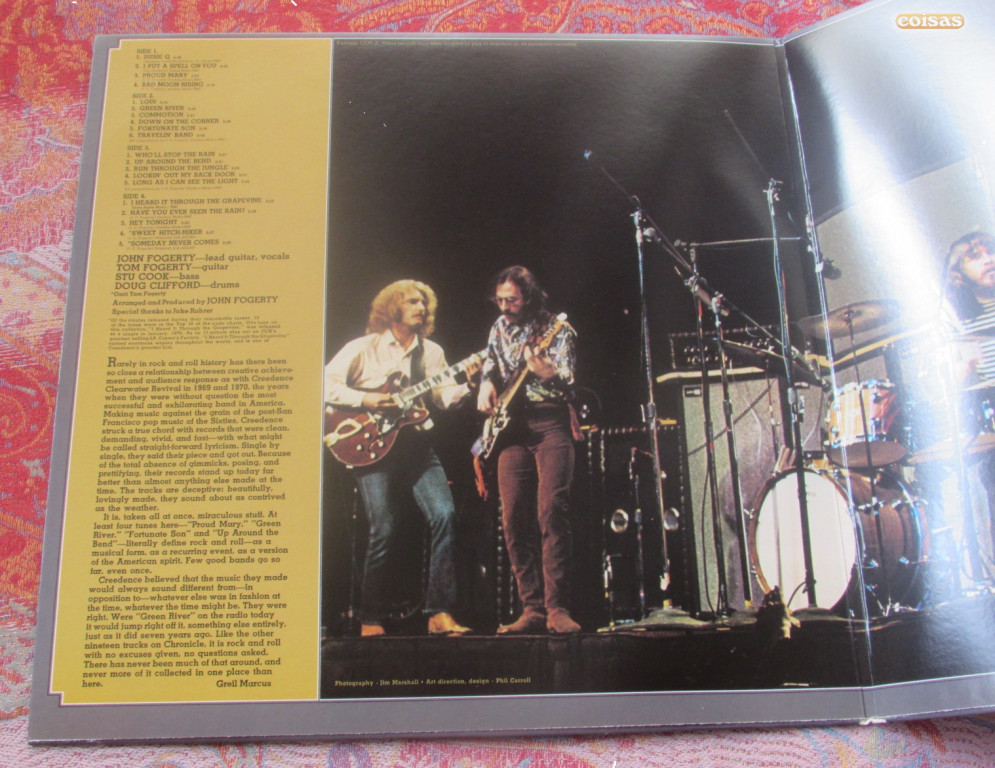 coisas
SIDE 1.
1. SUSIE Q
2. I PUT A SPELL ON YOU
3. PROUD MARY
4. BAD MOON RISING
SIDE 2.
1. LODI
2. GREEN RIVER
3. COMMOTION
4. DOWN ON THE CORNER
5. FORTUNATE SON
6. TRAVELIN' BAND
SIDE 3.
1. WHO'LL STOP THE RAIN
2. UP AROUND THE BEND
3. RUN THROUGH THE JUNGLE
4. LOOKIN' OUT MY BACK DOOR
5. LONG AS I CAN SEE THE LIGHT
SIDE 4.
1. I HEARD IT THROUGH THE GRAPEVINE
2. HAVE YOU EVER SEEN THE RAIN?
3. HEY TONIGHT
4. *SWEET HITCH-HIKER
5. *SOMEDAY NEVER COMES
JOHN FOGERTY—lead guitar, vocals
TOM FOGERTY—guitar
STU COOK—bass
DOUG CLIFFORD—drums
*Omit Tom Fogerty
Arranged and Produced by JOHN FOGERTY
Special thanks to Jake Rohrer
Rarely in rock and roll history has there been
so close a relationship between creative achieve-
ment and audience response as with Creedence
Clearwater Revival in 1969 and 1970, the years
when they were without question the most
successful and exhilarating band in America.
Making music against the grain of the post-San
Francisco pop music of the Sixties, Creedence
struck a true chord with records that were clean,
demanding, vivid, and fast—with what might
be called straight-forward lyricism. Single by
single, they said their piece and got out. Because
of the total absence of gimmicks, posing, and
prettifying, their records stand up today far
better than almost anything else made at the
time. The tracks are deceptive: beautifully,
lovingly made, they sound about as contrived
as the weather.
It is, taken all at once, miraculous stuff. At
least four tunes here—"Proud Mary," "Green
River," "Fortunate Son" and "Up Around the
Bend"—literally define rock and roll—as a
musical form, as a recurring event, as a version
of the American spirit. Few good bands go so
far, even once.
Creedence believed that the music they made
would always sound different from—in
opposition to—whatever else was in fashion at
the time, whatever the time might be. They were
right. Were "Green River" on the radio today
it would jump right off it, something else entirely,
just as it did seven years ago. Like the other
nineteen tracks on Chronicle, it is rock and roll
with no excuses given, no questions asked.
There has never been much of that around, and
never more of it collected in one place than
here.
Greil Marcus
Photography - Jim Marshall • Art direction, design - Phil Carroll